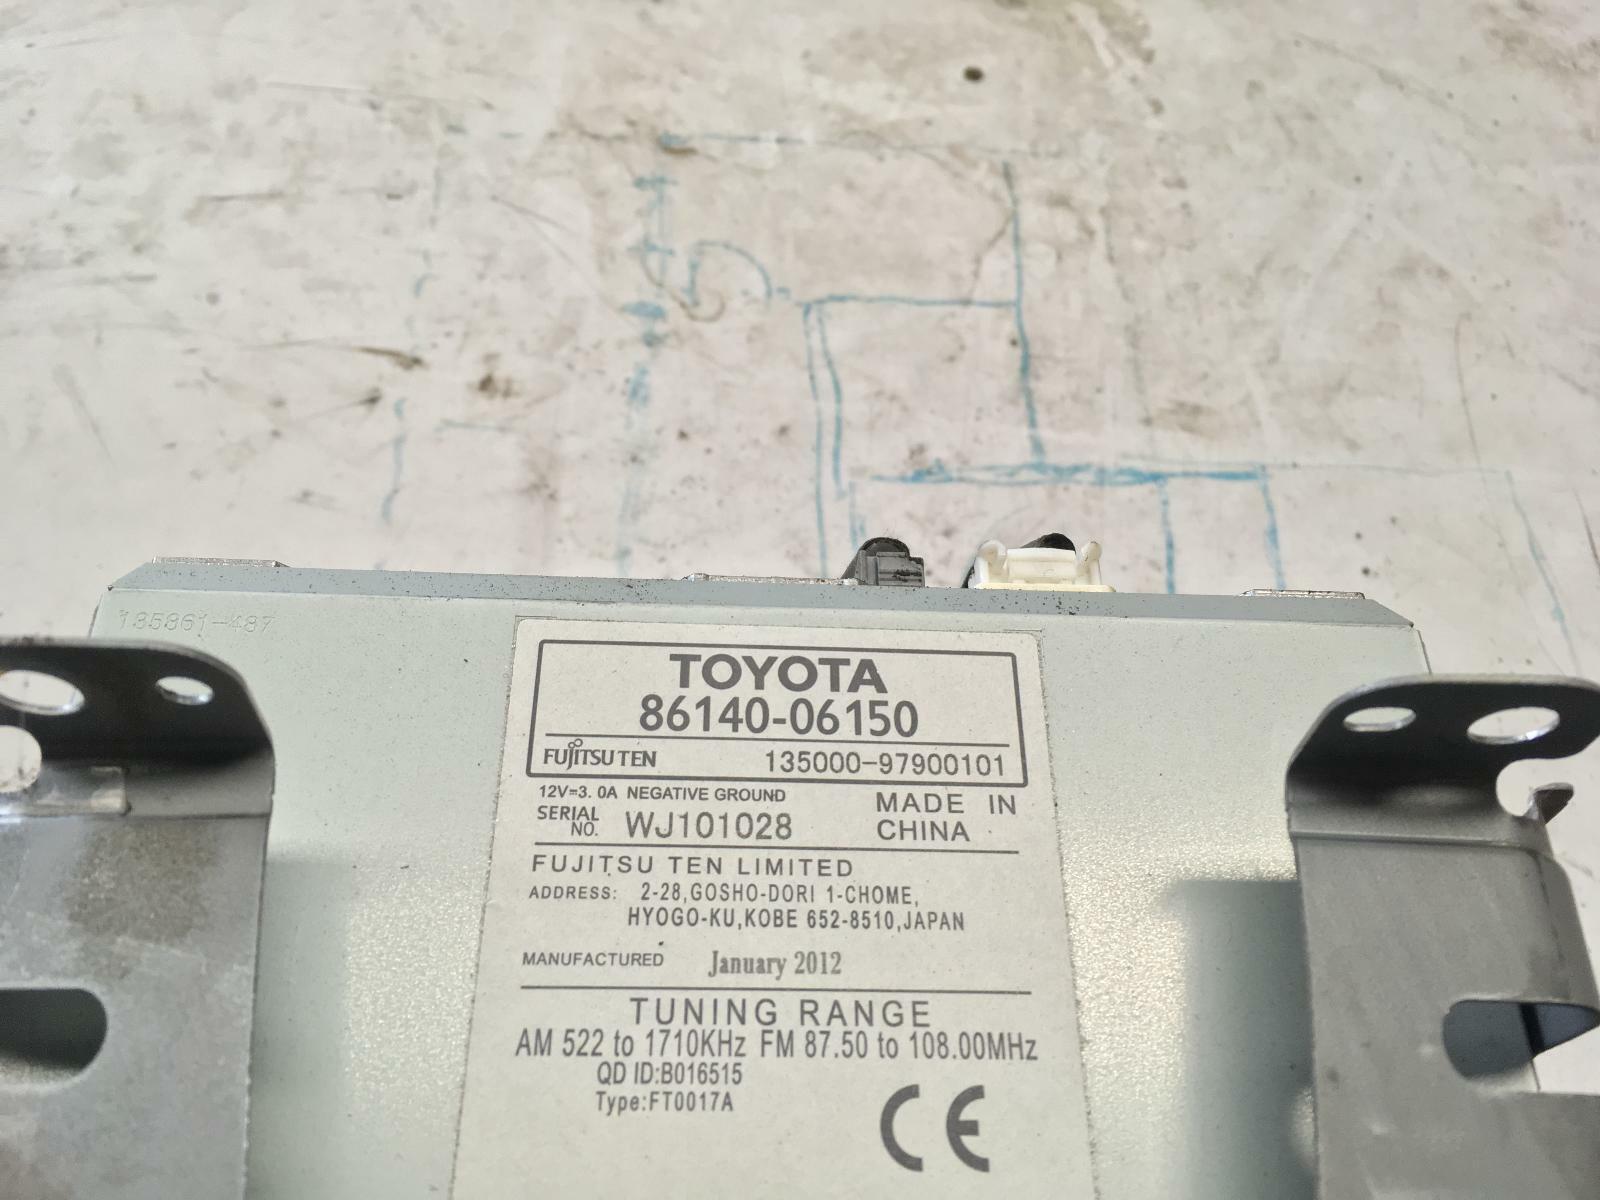 135861-487
TOYOTA
86140-06150
FUJITSU TEN 135000-97900101
12V=3. 0A NEGATIVE GROUND
SERIAL NO. WJ101028
MADE IN CHINA
FUJITSU TEN LIMITED
ADDRESS: 2-28,GOSHO-DORI 1-CHOME,
HYOGO-KU,KOBE 652-8510,JAPAN
MANUFACTURED January 2012
TUNING RANGE
AM 522 to 1710KHz FM 87.50 to 108.00MHz
QD ID:B016515
Type:FT0017A
CE